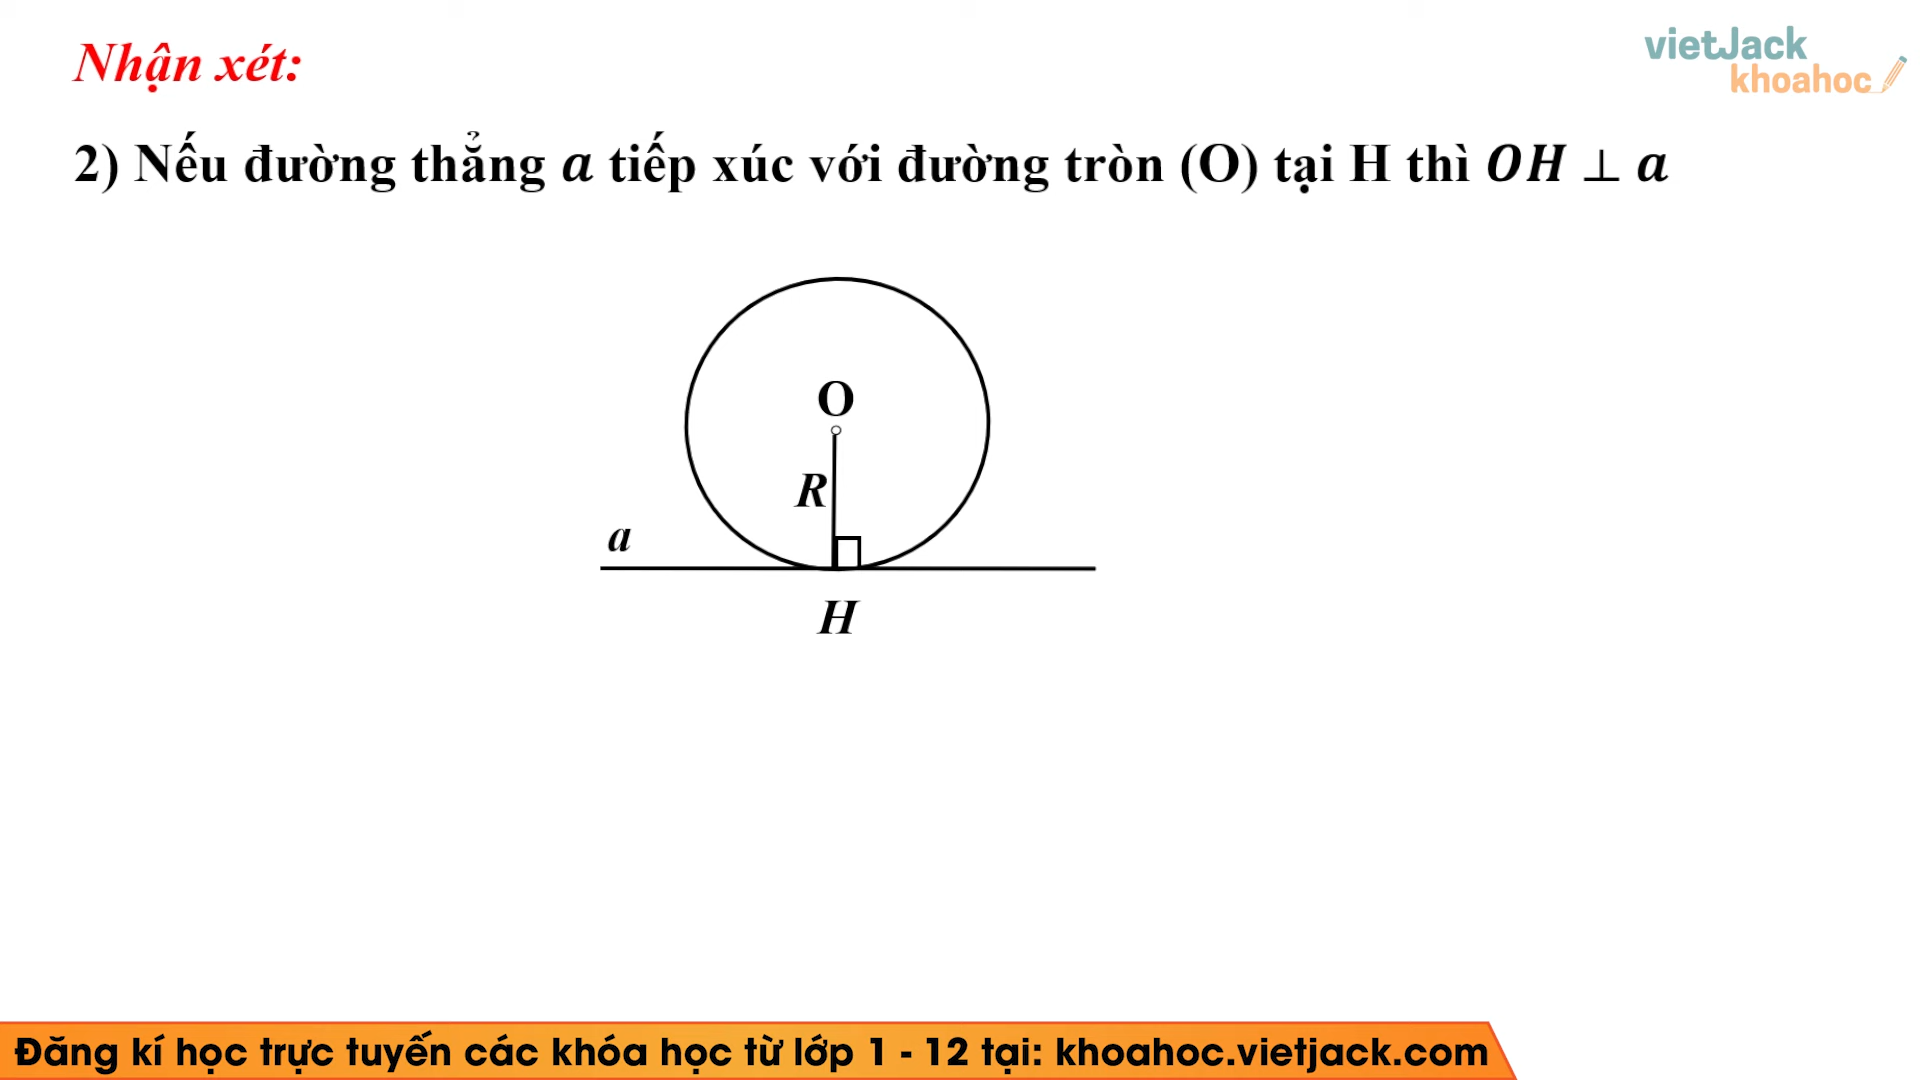 Nhận xét:
vietJack
khoahoc
2) Nếu đường thẳng a tiếp xúc với đường tròn (O) tại H thì OH ⊥ a
O
R
a
H
Đăng kí học trực tuyến các khóa học từ lớp 1 - 12 tại: khoahoc.vietjack.com